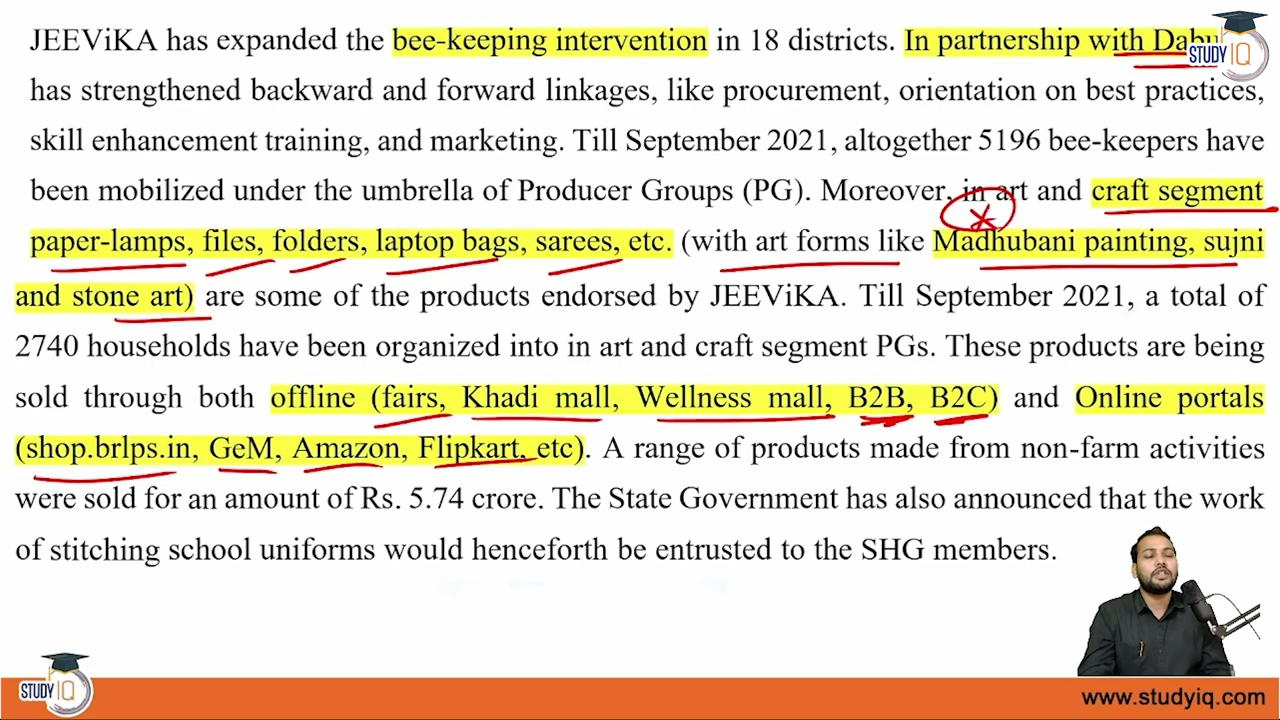 JEEViKA has expanded the bee-keeping intervention in 18 districts. In partnership with Dabu
STUDY IQ
has strengthened backward and forward linkages, like procurement, orientation on best practices,
skill enhancement training, and marketing. Till September 2021, altogether 5196 bee-keepers have
been mobilized under the umbrella of Producer Groups (PG). Moreover, in art and craft segment
paper-lamps, files, folders, laptop bags, sarees, etc. (with art forms like Madhubani painting, sujni
and stone art) are some of the products endorsed by JEEViKA. Till September 2021, a total of
2740 households have been organized into in art and craft segment PGs. These products are being
sold through both offline (fairs, Khadi mall, Wellness mall, B2B, B2C) and Online portals
(shop.brlps.in, GeM, Amazon, Flipkart, etc). A range of products made from non-farm activities
were sold for an amount of Rs. 5.74 crore. The State Government has also announced that the work
of stitching school uniforms would henceforth be entrusted to the SHG members.
STUDY IQ
www.studyiq.com